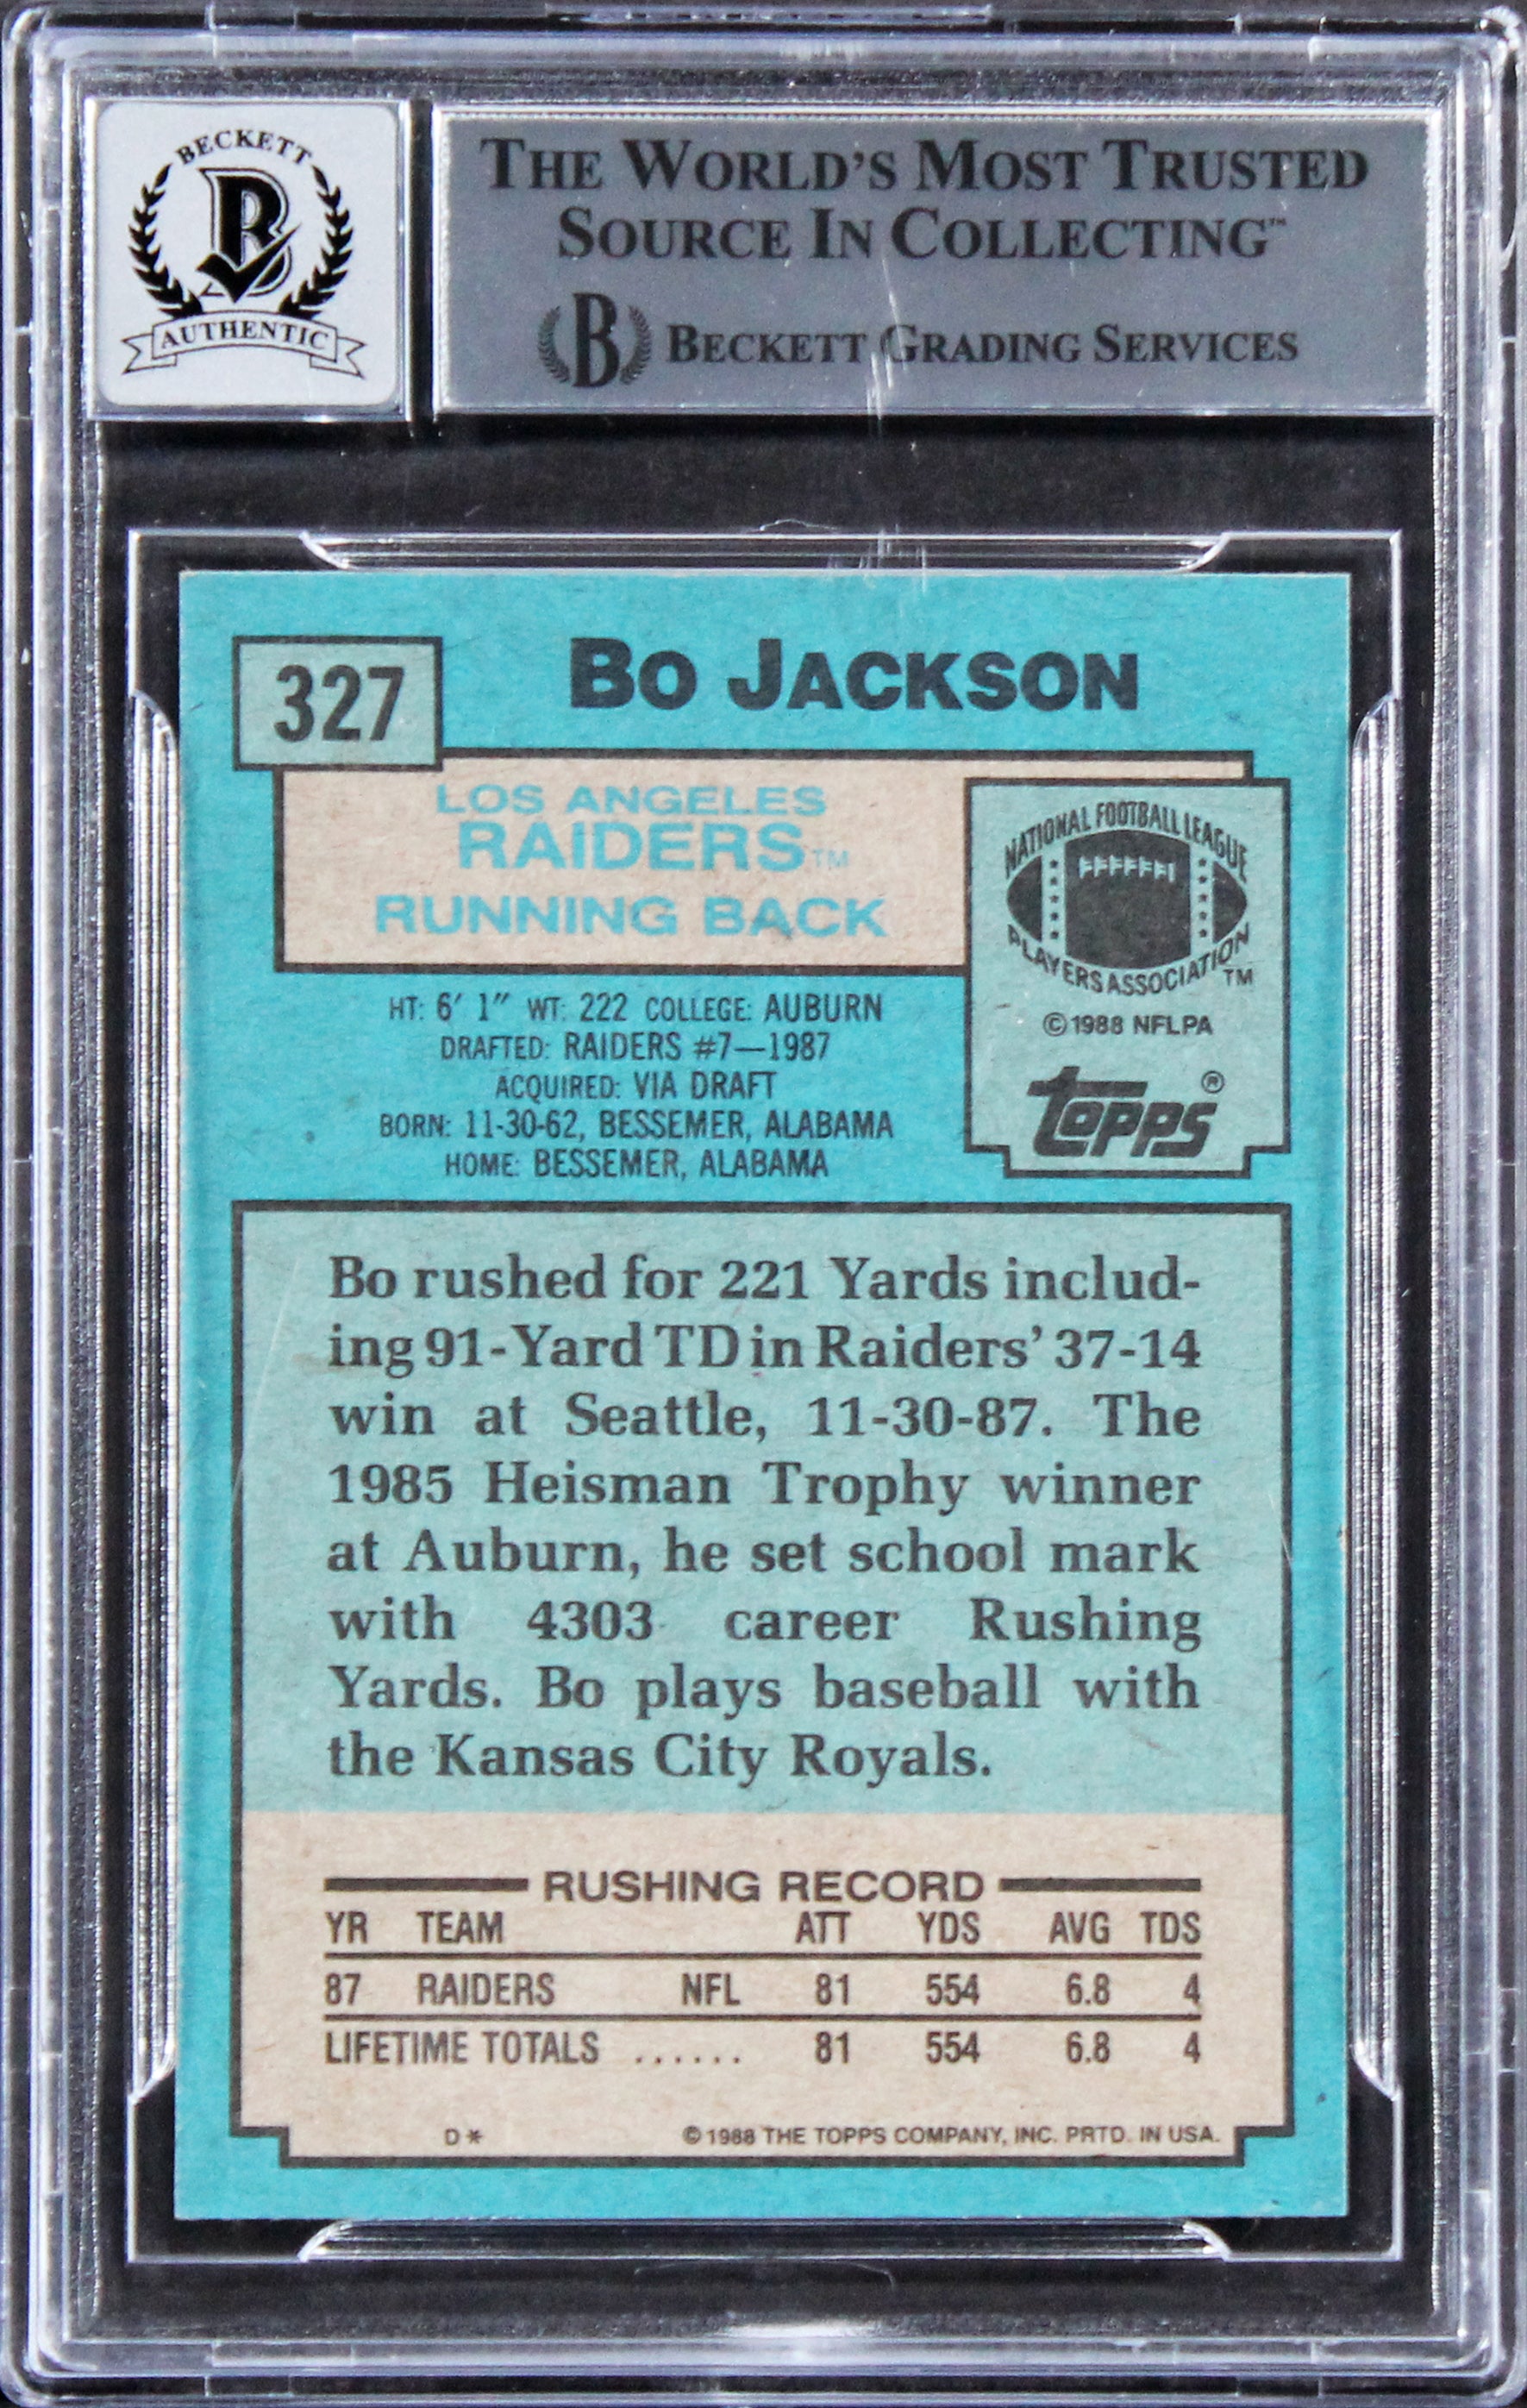 BECKETT
B
AUTHENTIC
THE WORLD'S MOST TRUSTED
SOURCE IN COLLECTING™
B BECKETT GRADING SERVICES
327
BO JACKSON
LOS ANGELES
RAIDERS TM
RUNNING BACK
NATIONAL FOOTBALL LEAGUE
PLAYERS ASSOCIATION TM
©1988 NFLPA
topps®
HT: 6′ 1″ WT: 222 COLLEGE: AUBURN
DRAFTED: RAIDERS #7—1987
ACQUIRED: VIA DRAFT
BORN: 11-30-62, BESSEMER, ALABAMA
HOME: BESSEMER, ALABAMA
Bo rushed for 221 Yards includ-
ing 91-Yard TD in Raiders’ 37-14
win at Seattle, 11-30-87. The
1985 Heisman Trophy winner
at Auburn, he set school mark
with 4303 career Rushing
Yards. Bo plays baseball with
the Kansas City Royals.
RUSHING RECORD
YR TEAM ATT YDS AVG TDS
87 RAIDERS NFL 81 554 6.8 4
LIFETIME TOTALS ...... 81 554 6.8 4
D* © 1988 THE TOPPS COMPANY, INC. PRTD. IN USA.